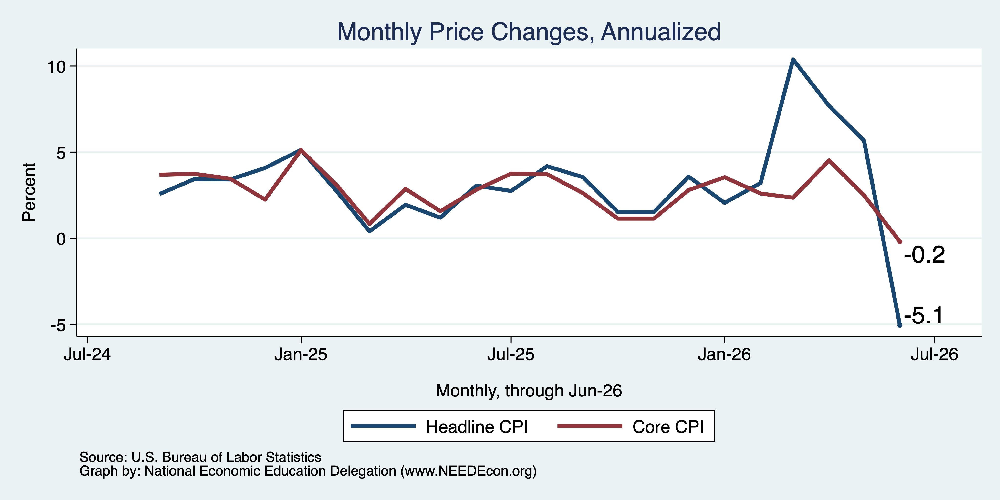 Monthly Price Changes, Annualized
Percent
10
5
0
-5
-0.2
-5.1
Jul-24
Jan-25
Jul-25
Jan-26
Jul-26
Monthly, through Jun-26
Headline CPI
Core CPI
Source: U.S. Bureau of Labor Statistics
Graph by: National Economic Education Delegation (www.NEEDEcon.org)